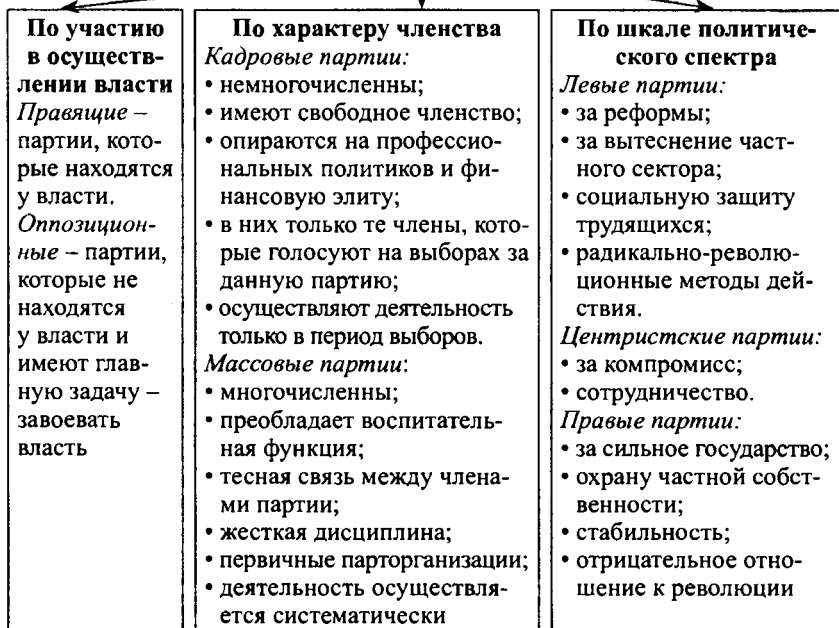 По участию
в осуществ-
лении власти
Правящие –
партии, кото-
рые находятся
у власти.
Оппозицион-
ные – партии,
которые не
находятся
у власти и
имеют глав-
ную задачу –
завоевать
власть
По характеру членства
Кадровые партии:
• немногочисленны;
• имеют свободное членство;
• опираются на профессио-
нальных политиков и фи-
нансовую элиту;
• в них только те члены, кото-
рые голосуют на выборах за
данную партию;
• осуществляют деятельность
только в период выборов.
Массовые партии:
• многочисленны;
• преобладает воспитатель-
ная функция;
• тесная связь между члена-
ми партии;
• жесткая дисциплина;
• первичные парторганизации;
• деятельность осуществля-
ется систематически
По шкале политиче-
ского спектра
Левые партии:
• за реформы;
• за вытеснение част-
ного сектора;
• социальную защиту
трудящихся;
• радикально-револю-
ционные методы дей-
ствия.
Центристские партии:
• за компромисс;
• сотрудничество.
Правые партии:
• за сильное государство;
• охрану частной собст-
венности;
• стабильность;
• отрицательное отно-
шение к революции